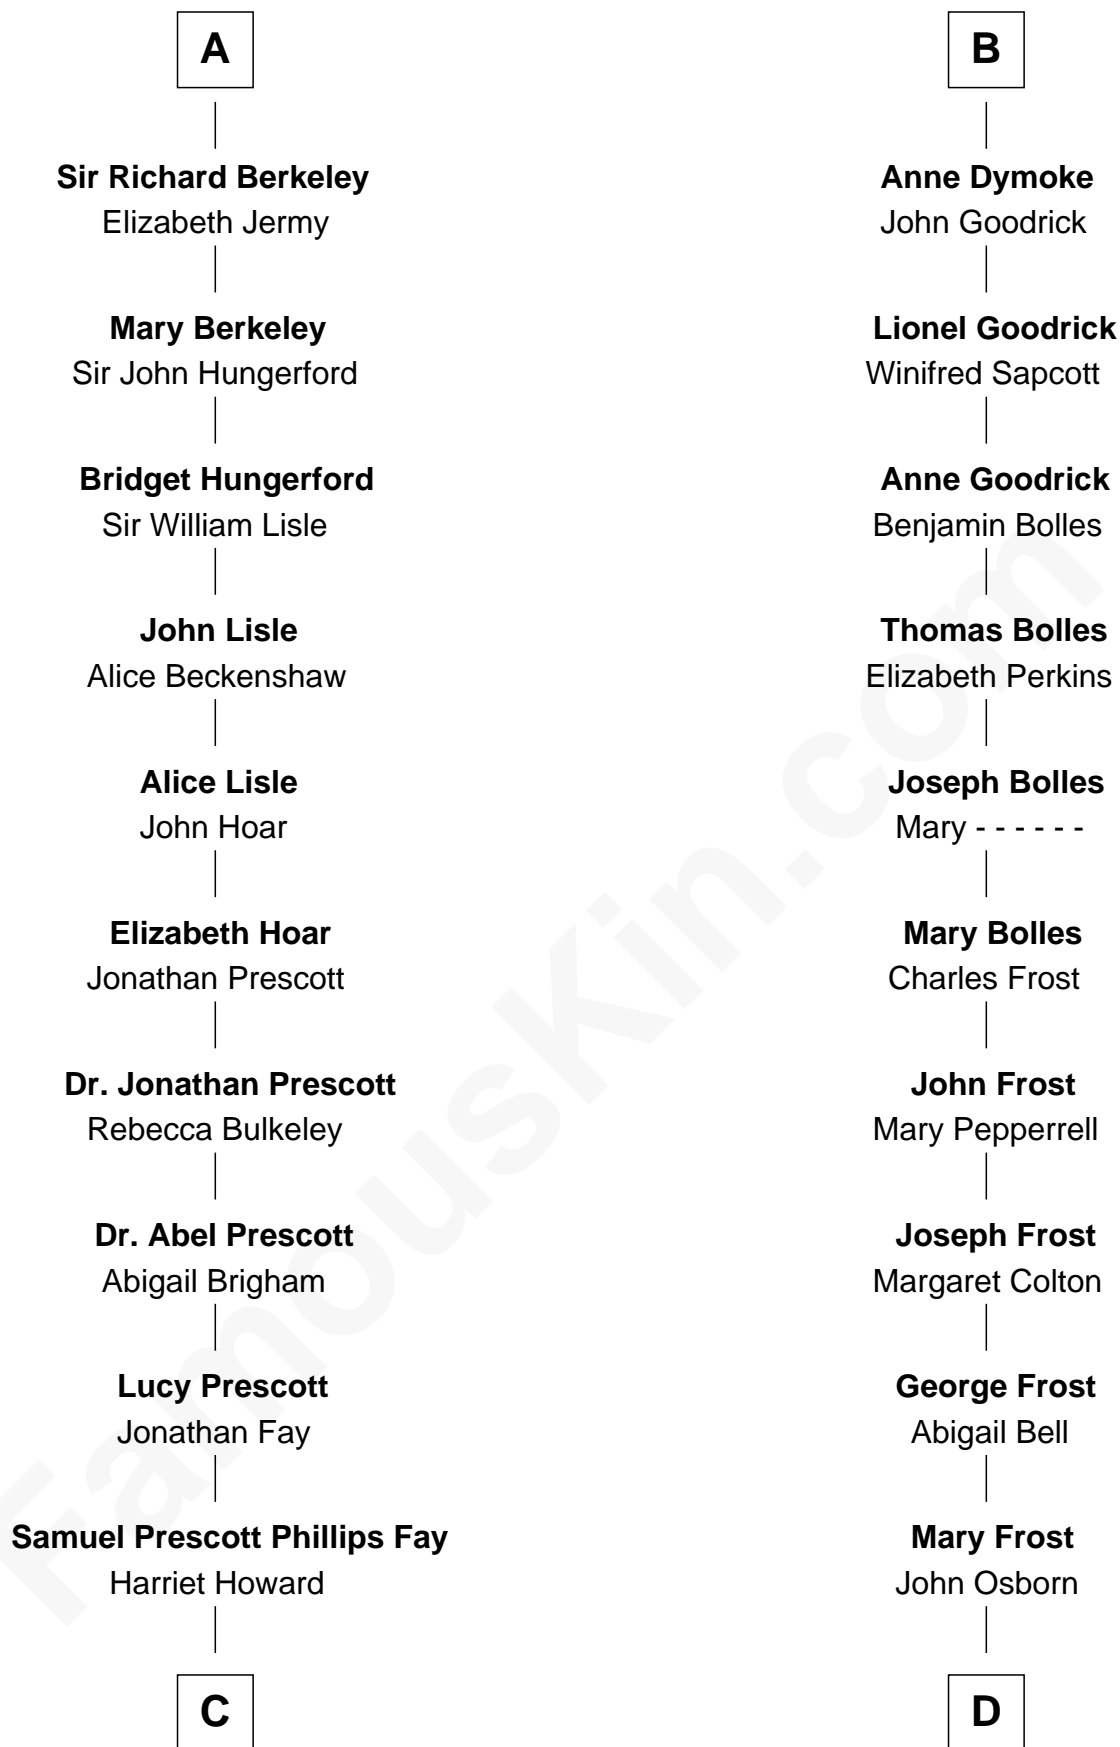 A
Sir Richard Berkeley
Elizabeth Jermy
Mary Berkeley
Sir John Hungerford
Bridget Hungerford
Sir William Lisle
John Lisle
Alice Beckenshaw
Alice Lisle
John Hoar
Elizabeth Hoar
Jonathan Prescott
Dr. Jonathan Prescott
Rebecca Bulkeley
Dr. Abel Prescott
Abigail Brigham
Lucy Prescott
Jonathan Fay
Samuel Prescott Phillips Fay
Harriet Howard
C
B
Anne Dymoke
John Goodrick
Lionel Goodrick
Winifred Sapcott
Anne Goodrick
Benjamin Bolles
Thomas Bolles
Elizabeth Perkins
Joseph Bolles
Mary - - - - - -
Mary Bolles
Charles Frost
John Frost
Mary Pepperrell
Joseph Frost
Margaret Colton
George Frost
Abigail Bell
Mary Frost
John Osborn
D
FamousKin.com